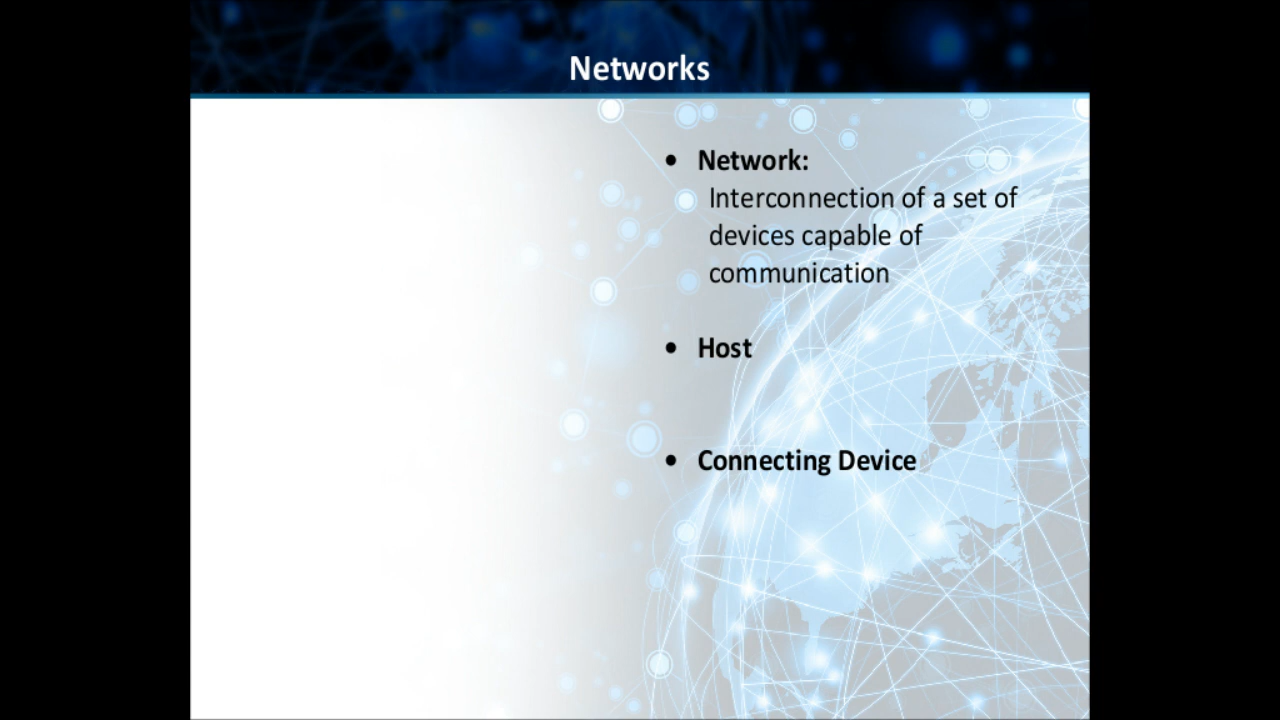 Networks
• Network:
Interconnection of a set of
devices capable of
communication
• Host
• Connecting Device